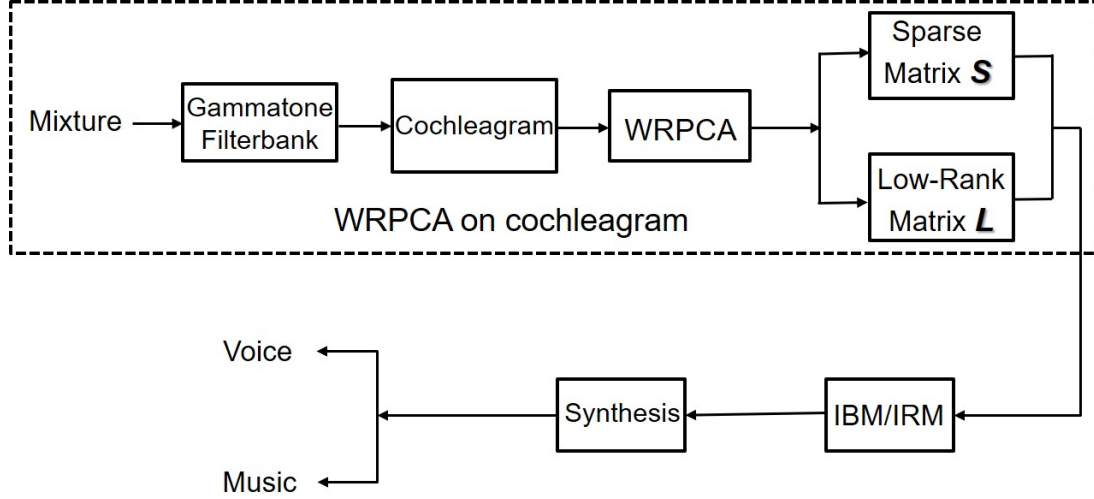 Mixture
Gammatone
Filterbank
Cochleagram
WRPCA
Sparse
Matrix S
Low-Rank
Matrix L
WRPCA on cochleagram
IBM/IRM
Synthesis
Voice
Music